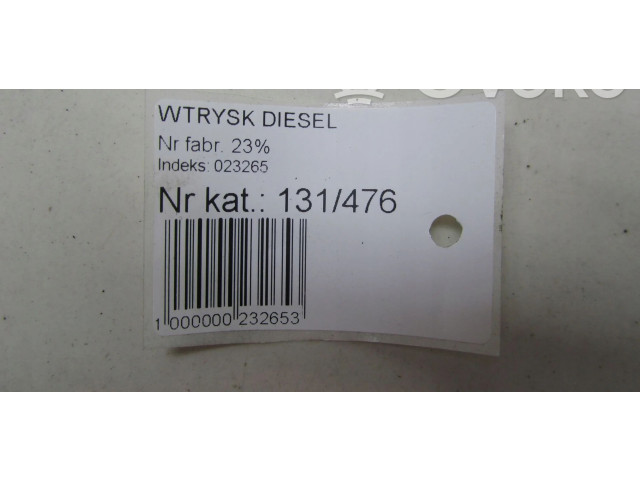 WTRYSK DIESEL
Nr fabr. 23%
Indeks: 023265
Nr kat.: 131/476
1 000000 232653